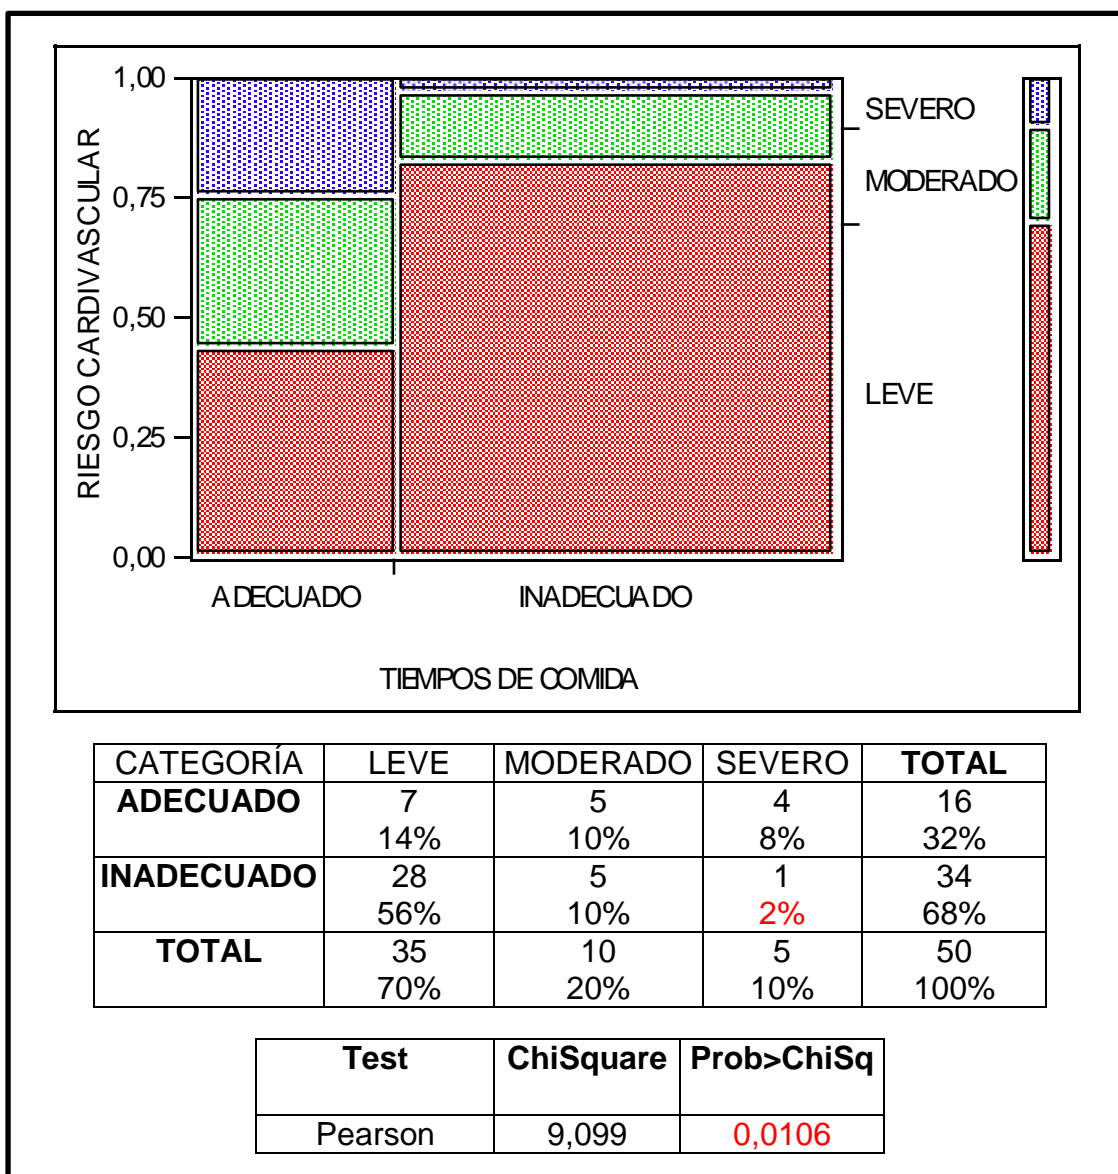 1,00
0,75
0,50
0,25
0,00
RIESGO CARDIVASCULAR
SEVERO
MODERADO
LEVE
ADECUADO INADECUADO
TIEMPOS DE COMIDA
CATEGORÍA LEVE MODERADO SEVERO TOTAL
ADECUADO 7 5 4 16
14% 10% 8% 32%
INADECUADO 28 5 1 34
56% 10% 2% 68%
TOTAL 35 10 5 50
70% 20% 10% 100%
Test ChiSquare Prob>ChiSq
Pearson 9,099 0,0106